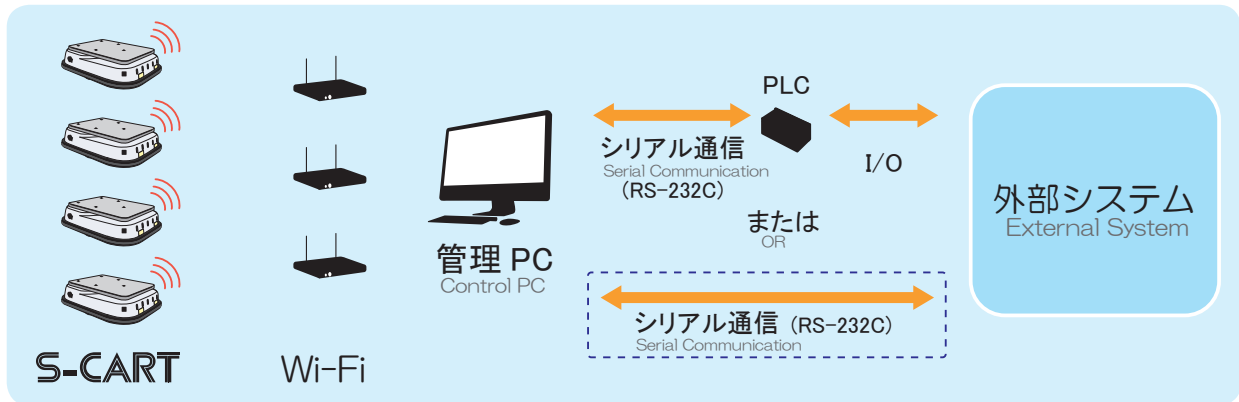 S-CART
Wi-Fi
管理 PC
Control PC
シリアル通信
Serial Communication
(RS-232C)
PLC
I/O
または
OR
シリアル通信 (RS-232C)
Serial Communication
外部システム
External System